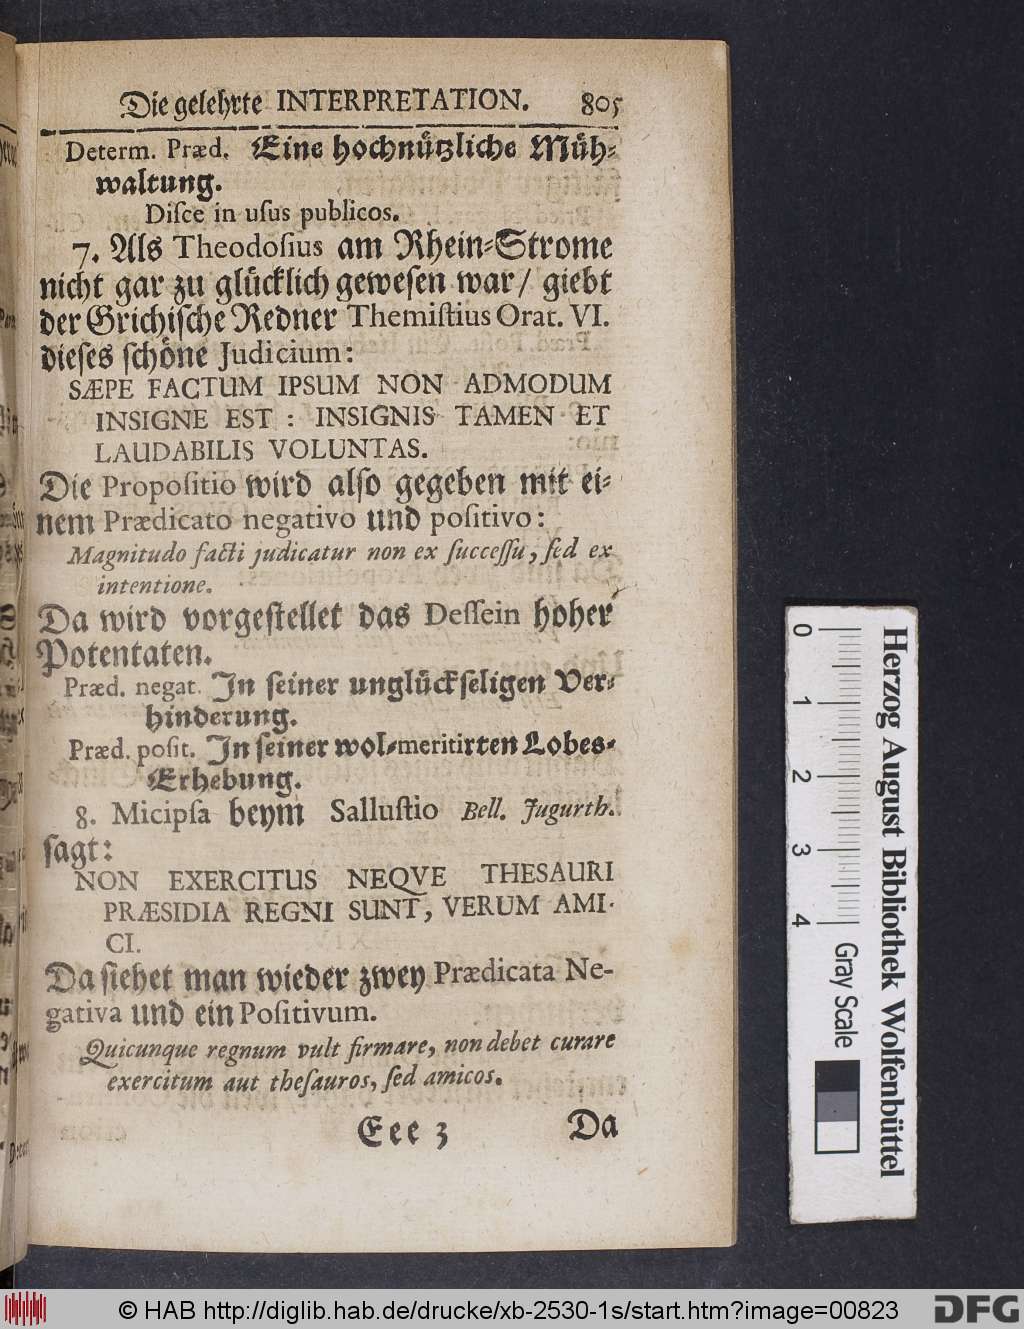 Die gelehrte INTERPRETATION. 805
Determ. Præd. Eine hochnützliche Müh-
waltung.
Diſce in uſus publicos.
7. Als Theodoſius am Rhein-Strome
nicht gar zu glücklich geweſen war / giebt
der Grichiſche Redner Themiſtius Orat. VI.
dieſes ſchöne Judicium:
SÆPE FACTUM IPSUM NON ADMODUM
INSIGNE EST : INSIGNIS TAMEN ET
LAUDABILIS VOLUNTAS.
Die Propoſitio wird alſo gegeben mit ei-
nem Prædicato negativo und poſitivo:
Magnitudo facti judicatur non ex ſucceſſu, ſed ex
intentione.
Da wird vorgeſtellet das Deſſein hoher
Potentaten.
Præd. negat. In ſeiner unglückſeligen Ver-
hinderung.
Præd. poſit. In ſeiner wol-meritirten Lobes-
Erhebung.
8. Micipſa beym Salluſtio Bell. Jugurth.
ſagt:
NON EXERCITUS NEQVE THESAURI
PRÆSIDIA REGNI SUNT, VERUM AMI-
CI.
Da ſiehet man wieder zwey Prædicata Ne-
gativa und ein Poſitivum.
Quicunque regnum vult firmare, non debet curare
exercitum aut theſauros, ſed amicos.
Eee 3 Da
0 1 2 3 4
Gray Scale
Herzog August Bibliothek Wolfenbüttel
© HAB http://diglib.hab.de/drucke/xb-2530-1s/start.htm?image=00823
DFG